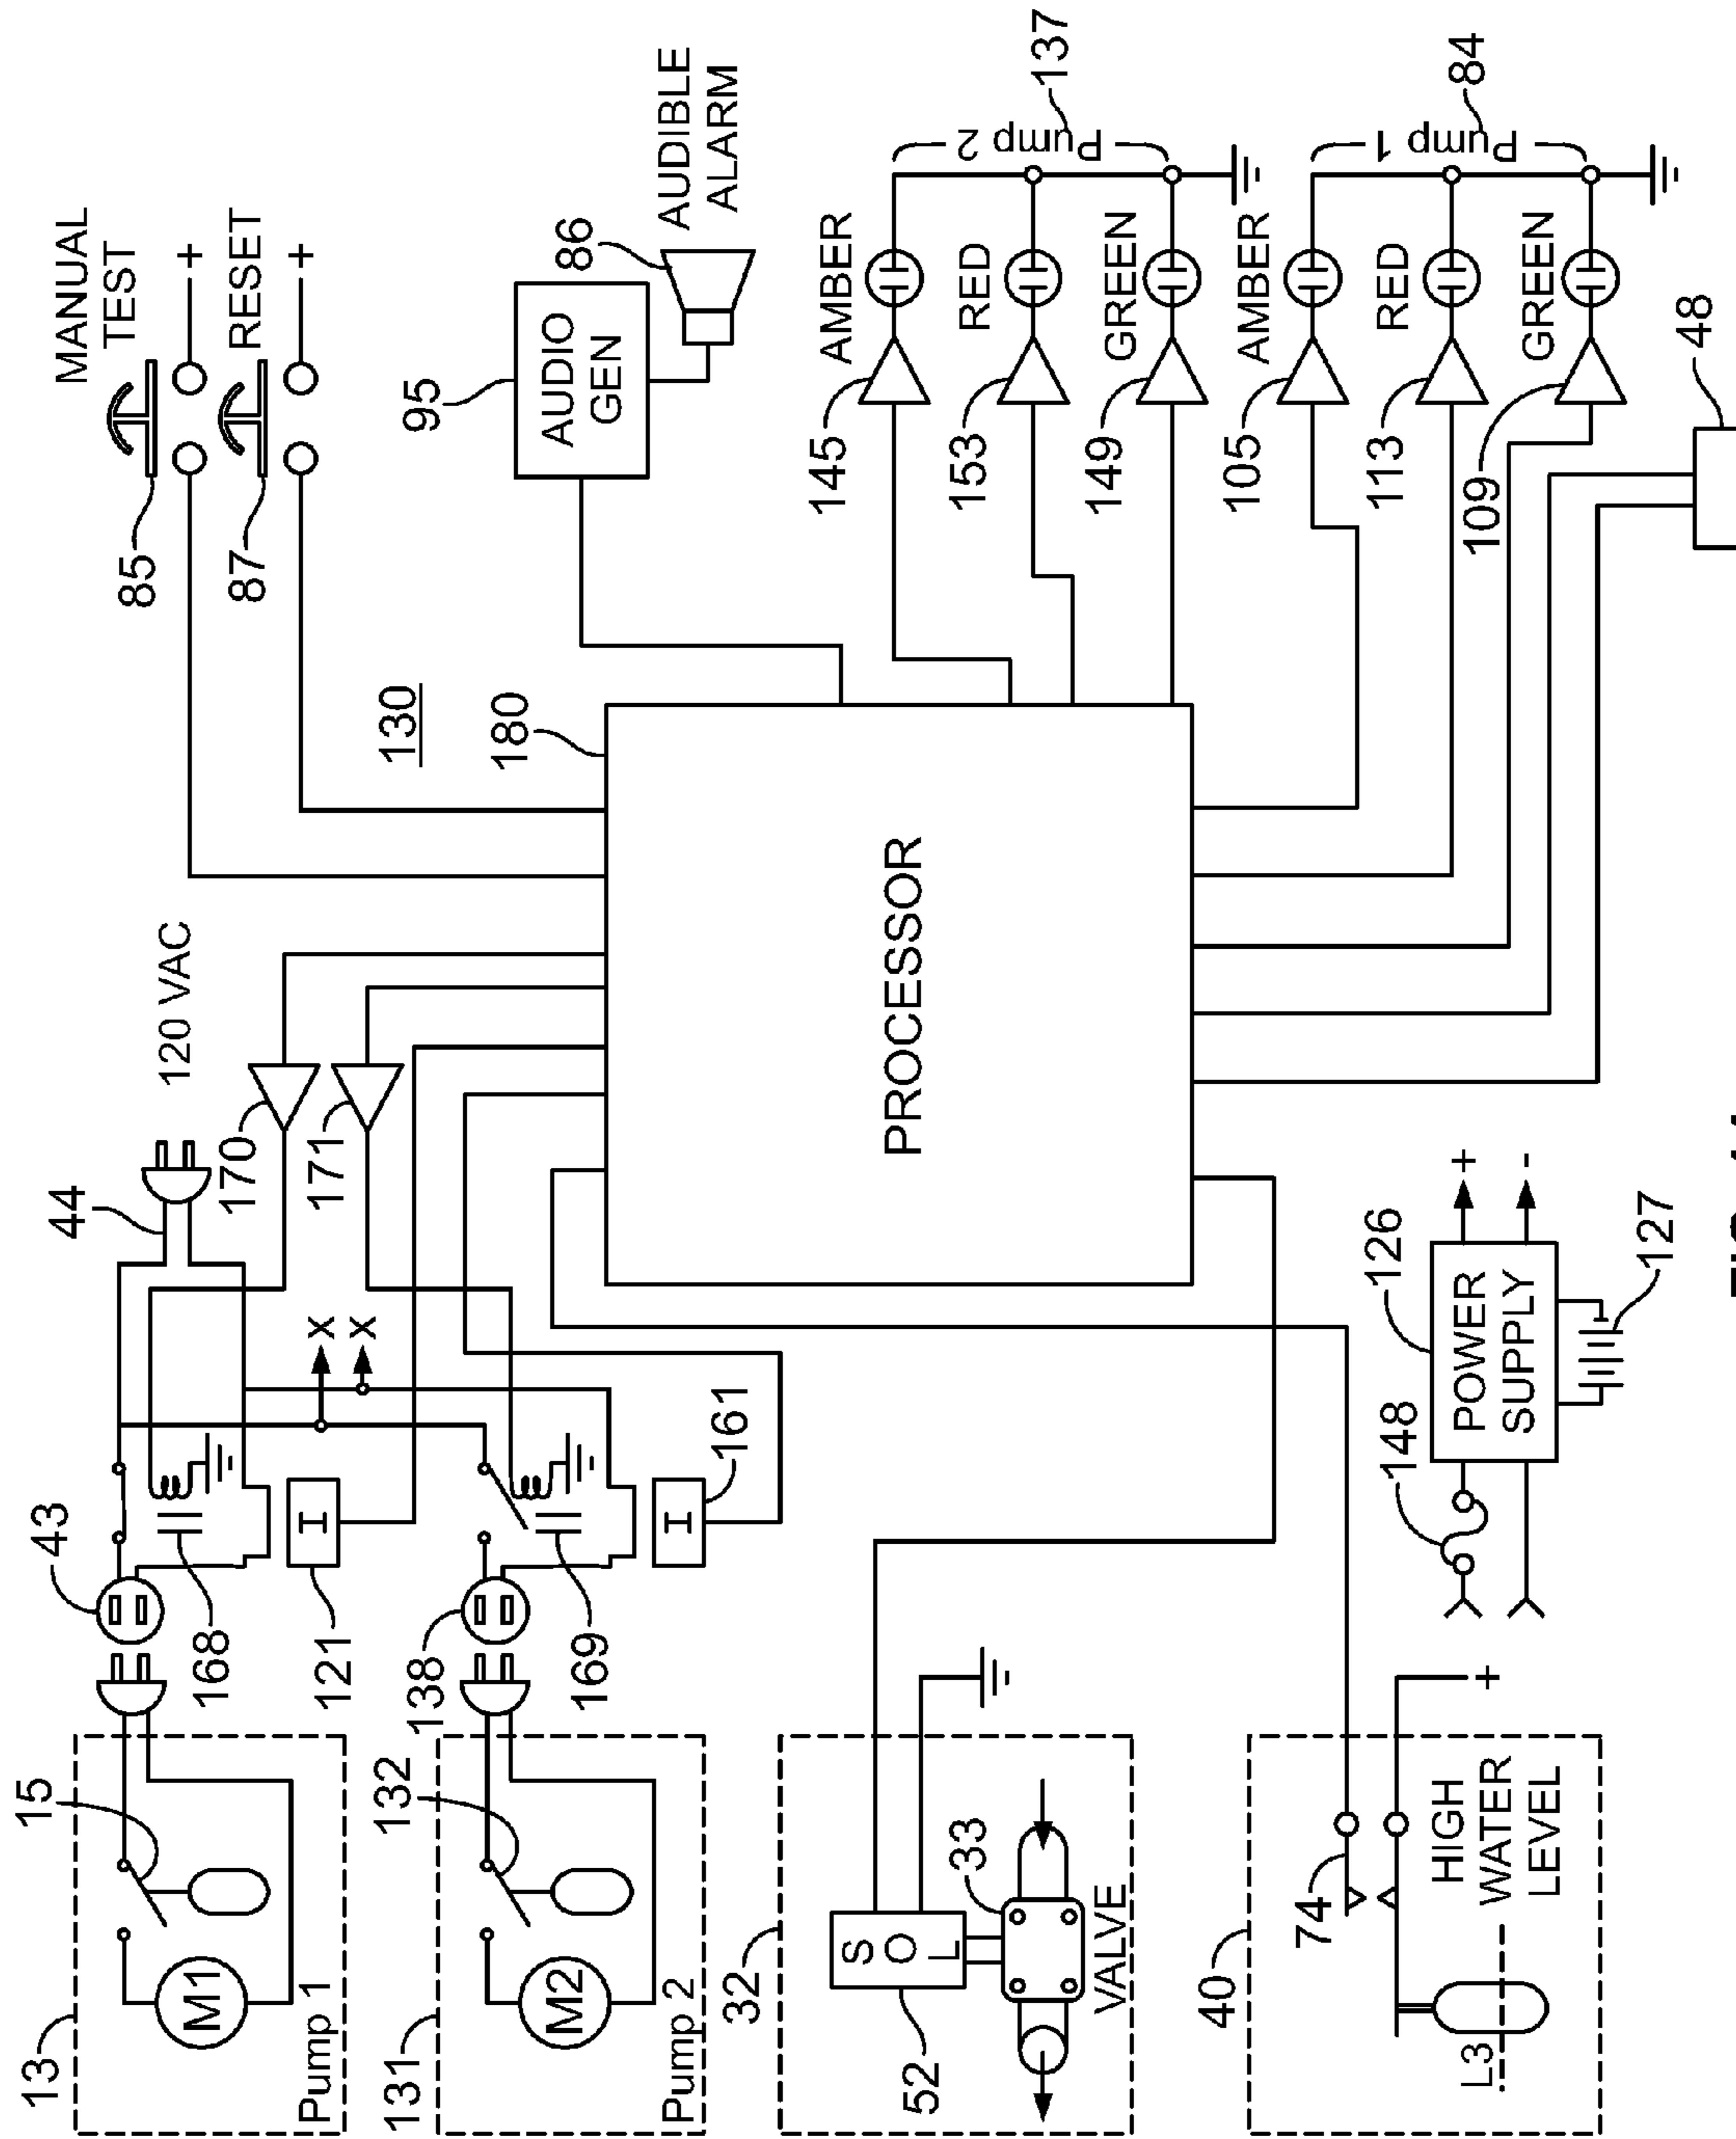 MANUAL
TEST
+
85
RESET
+
87
120 VAC
44
170
171
130
180
95
AUDIO
GEN
86
AUDIBLE
ALARM
43
168
121
I
X
X
13
15
M1
Pump 1
131
132
M2
Pump 2
138
169
161
I
PROCESSOR
145
AMBER
153
RED
149
GREEN
Pump 2
137
105
AMBER
113
RED
109
GREEN
Pump 1
84
48
32
SOL
52
33
VALVE
40
74
HIGH
WATER
LEVEL
L3
+
148
126
POWER
SUPPLY
+
-
127